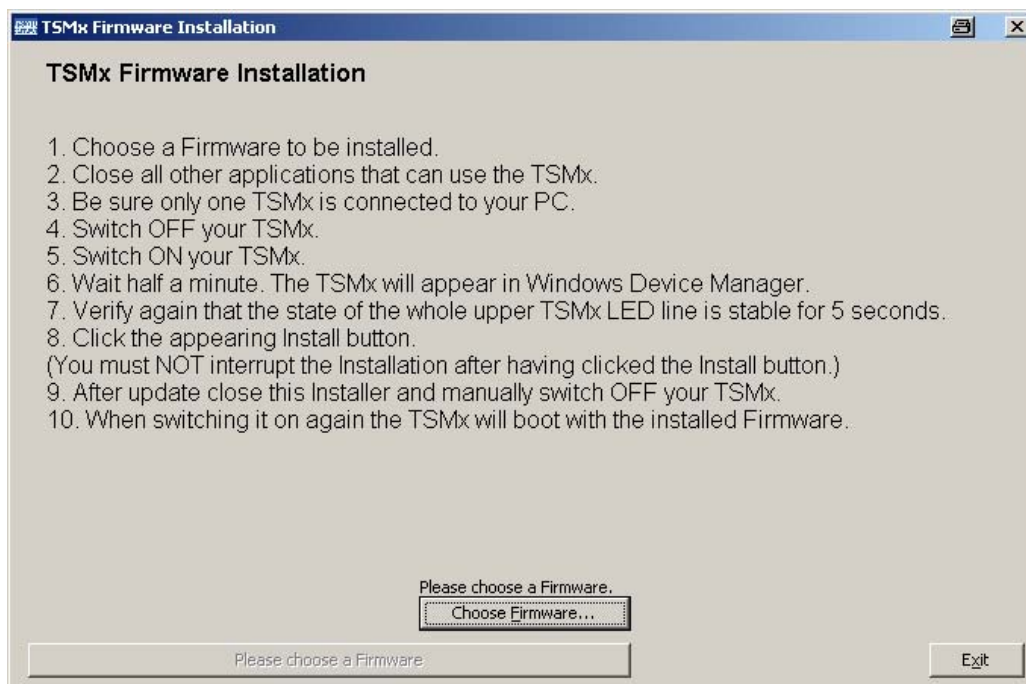 TSMx Firmware Installation
TSMx Firmware Installation
1. Choose a Firmware to be installed.
2. Close all other applications that can use the TSMx.
3. Be sure only one TSMx is connected to your PC.
4. Switch OFF your TSMx.
5. Switch ON your TSMx.
6. Wait half a minute. The TSMx will appear in Windows Device Manager.
7. Verify again that the state of the whole upper TSMx LED line is stable for 5 seconds.
8. Click the appearing Install button.
(You must NOT interrupt the Installation after having clicked the Install button.)
9. After update close this Installer and manually switch OFF your TSMx.
10. When switching it on again the TSMx will boot with the installed Firmware.
Please choose a Firmware.
Choose Firmware...
Please choose a Firmware
Exit